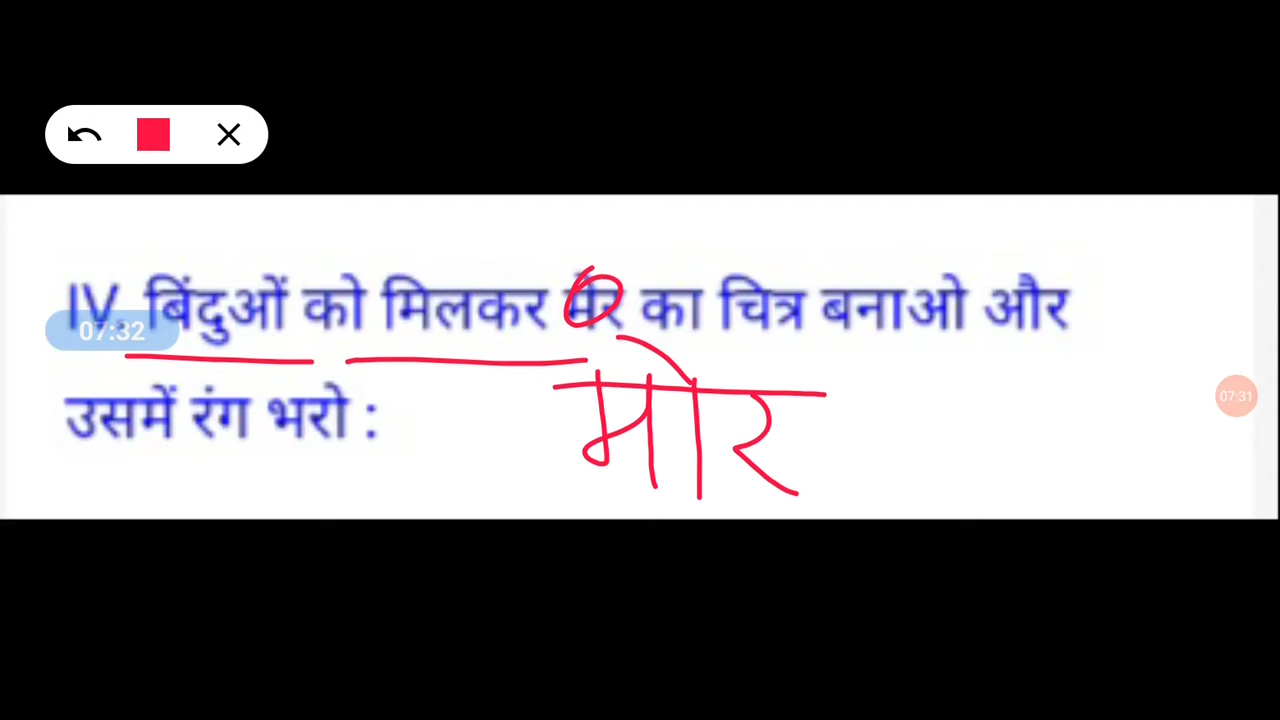 IV. बिंदुओं को मिलकर मेर का चित्र बनाओ और
07:32
उसमें रंग भरो :
मोर
07:31